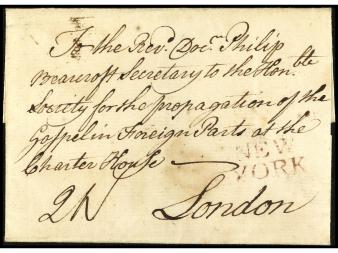 To the Revd. Docr. Philip
Bearcroft Secretary to the Honble
Society for the propagation of the
Gospel in Foreign Parts at the
Charter House
NEW
YORK
2N London